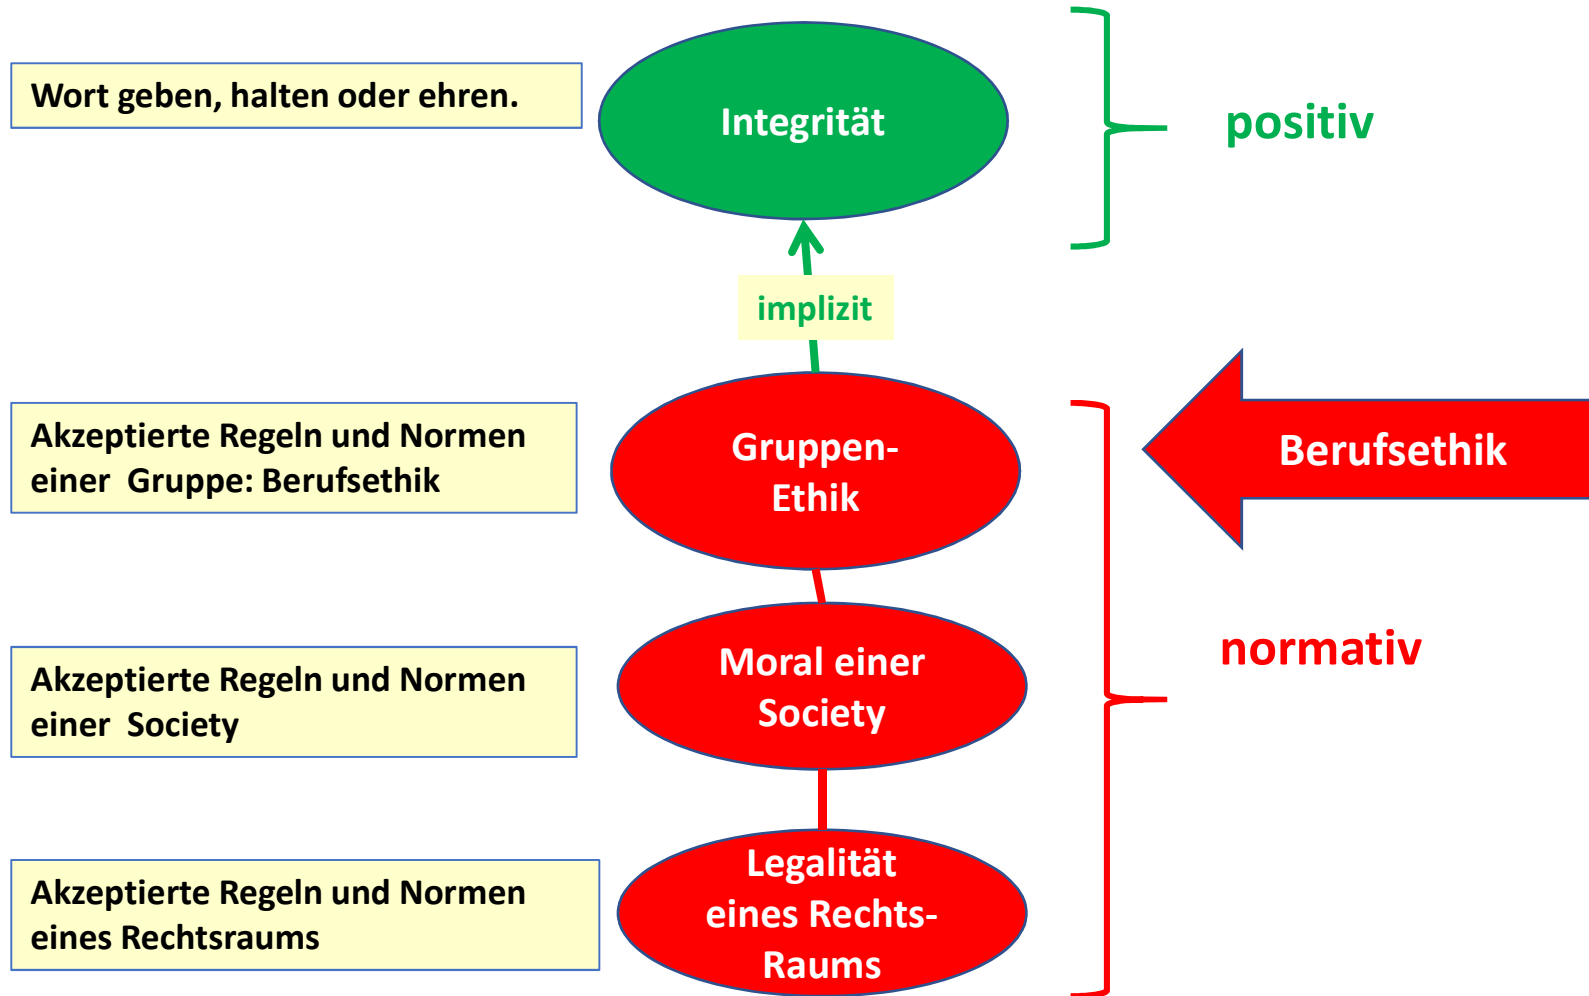 Wort geben, halten oder ehren.
Integrität
positiv
implizit
Akzeptierte Regeln und Normen
einer  Gruppe: Berufsethik
Gruppen-
Ethik
Berufsethik
normativ
Akzeptierte Regeln und Normen
einer  Society
Moral einer
Society
Akzeptierte Regeln und Normen
eines Rechtsraums
Legalität
eines Rechts-
Raums